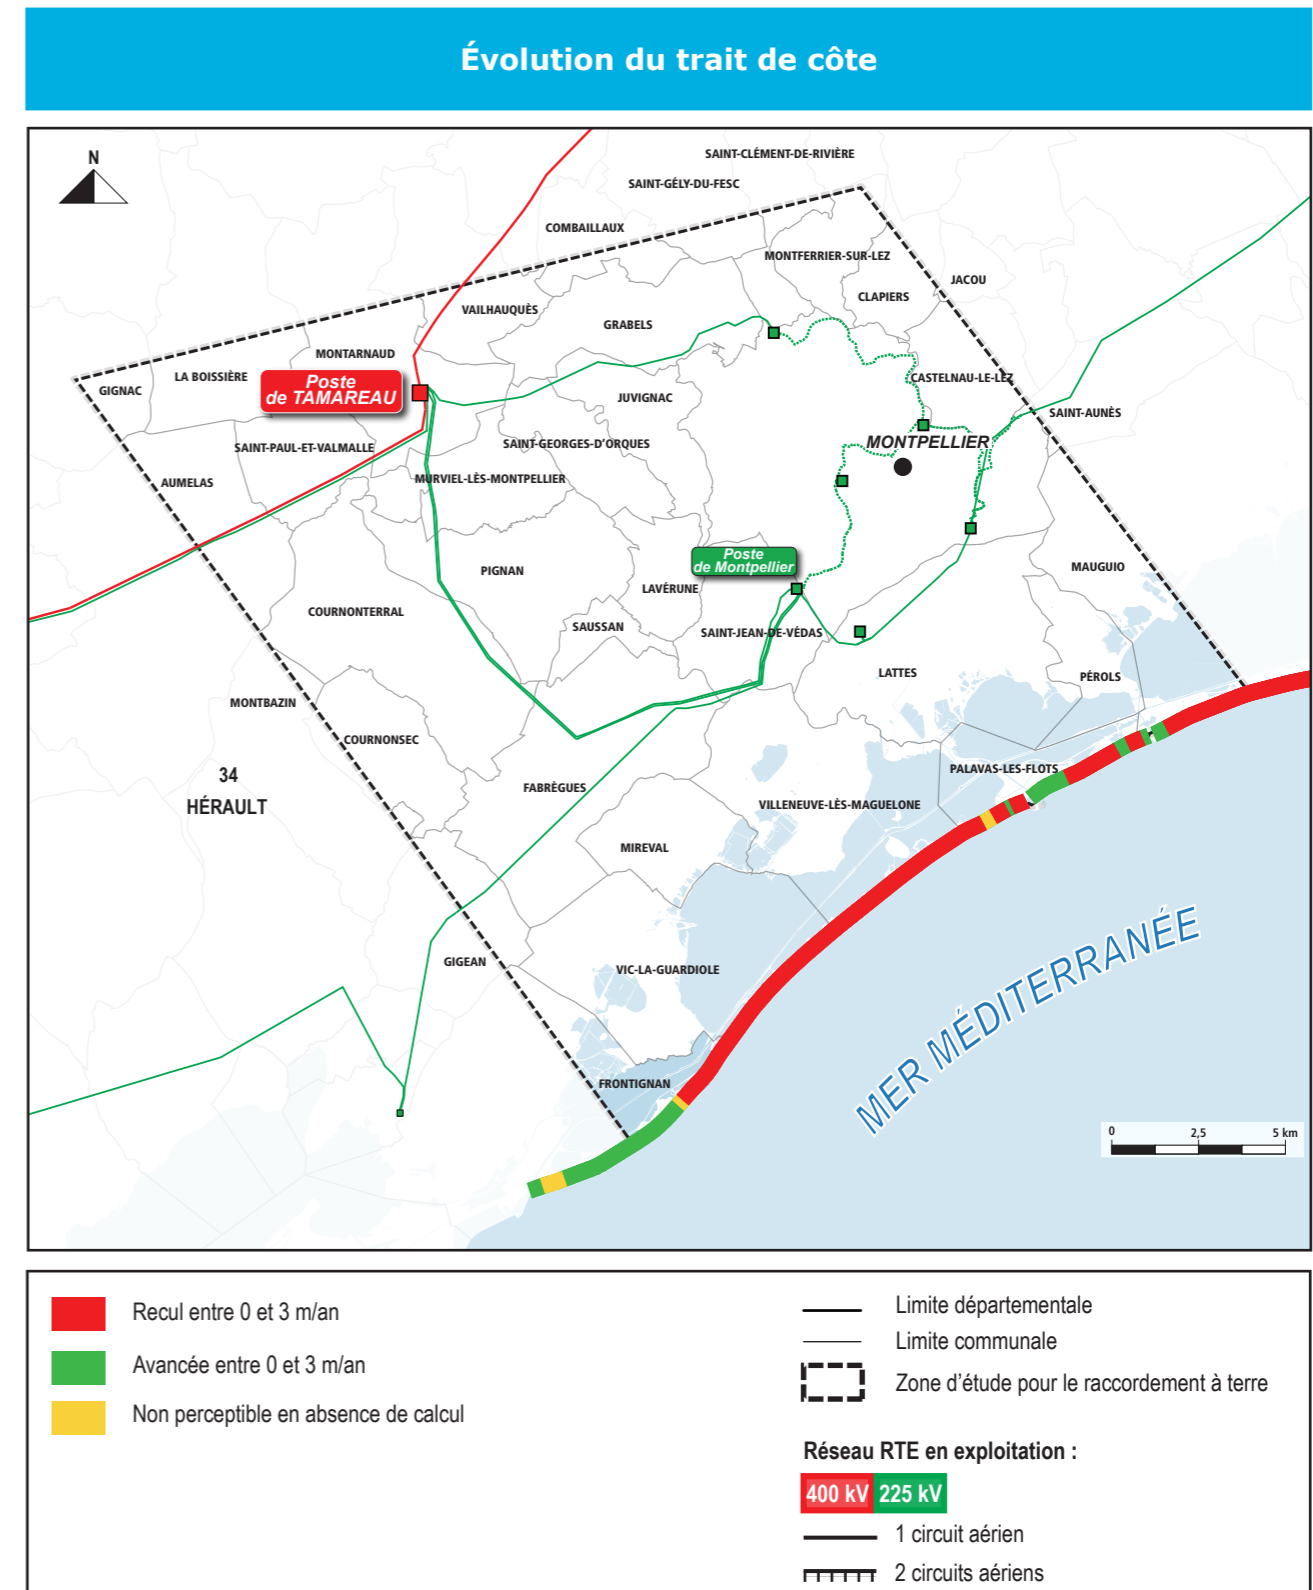 Évolution du trait de côte
N
SAINT-CLÉMENT-DE-RIVIÈRE
SAINT-GÉLY-DU-FESC
COMBAILLAUX
MONTFERRIER-SUR-LEZ
JACOU
CLAPIERS
VAILHAUQUÈS
GRABELS
MONTARNAUD
LA BOISSIÈRE
GIGNAC
Poste
de TAMAREAU
JUVIGNAC
CASTELNAU-LE-LEZ
SAINT-AUNÈS
SAINT-PAUL-ET-VALMALLE
SAINT-GEORGES-D'ORQUES
MONTPELLIER
AUMELAS
MURVIEL-LÈS-MONTPELLIER
Poste
de Montpellier
PIGNAN
MAUGUIO
LAVÉRUNE
COURNONTERRAL
SAUSSAN
SAINT-JEAN-DE-VÉDAS
LATTES
PÉROLS
MONTBAZIN
COURNONSEC
34
HÉRAULT
PALAVAS-LES-FLOTS
FABRÈGUES
VILLENEUVE-LÈS-MAGUELONE
MIREVAL
GIGEAN
VIC-LA-GUARDIOLE
MER MÉDITERRANÉE
FRONTIGNAN
0 2,5 5 km
Recul entre 0 et 3 m/an
Avancée entre 0 et 3 m/an
Non perceptible en absence de calcul
Limite départementale
Limite communale
Zone d'étude pour le raccordement à terre
Réseau RTE en exploitation :
400 kV 225 kV
1 circuit aérien
2 circuits aériens